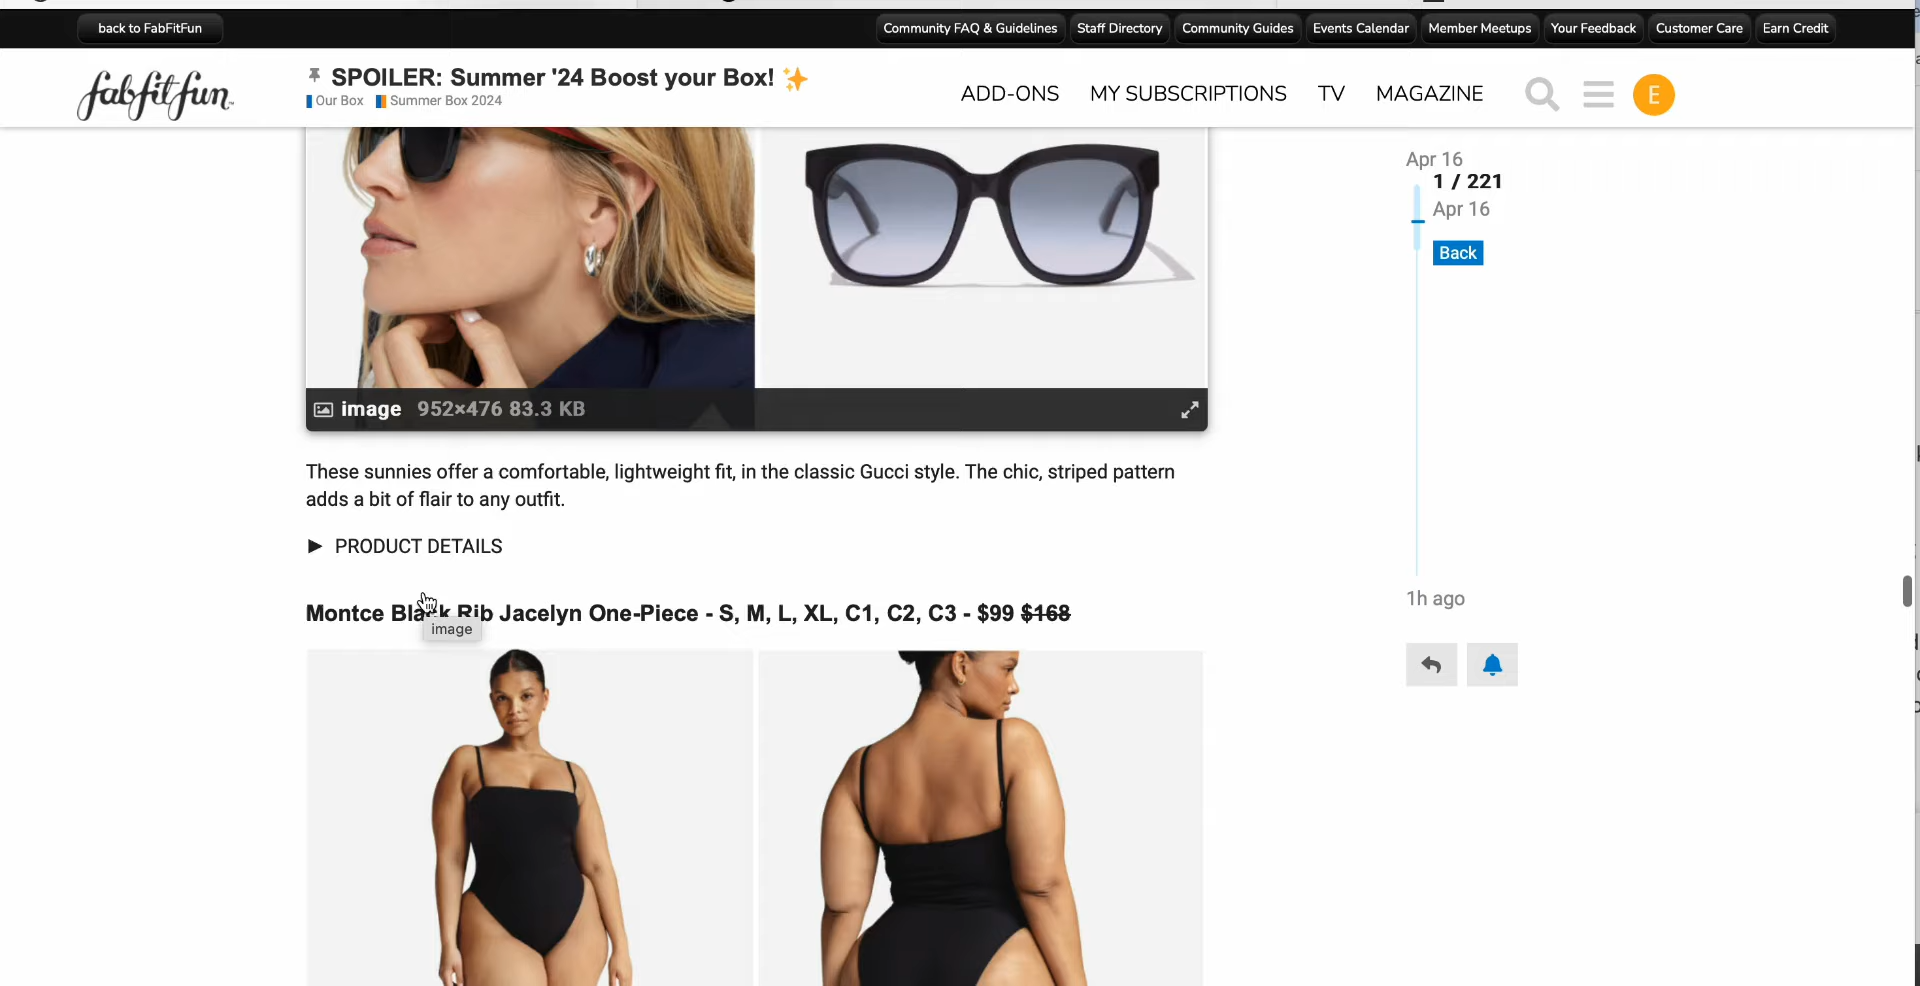 back to FabFitFun
Community FAQ & Guidelines
Staff Directory
Community Guides
Events Calendar
Member Meetups
Your Feedback
Customer Care
Earn Credit
fabfitfun
SPOILER: Summer '24 Boost your Box! ✨
Our Box Summer Box 2024
ADD-ONS
MY SUBSCRIPTIONS
TV
MAGAZINE
E
Apr 16
1 / 221
Apr 16
Back
image 952×476 83.3 KB
These sunnies offer a comfortable, lightweight fit, in the classic Gucci style. The chic, striped pattern
adds a bit of flair to any outfit.
► PRODUCT DETAILS
1h ago
Montce Black Rib Jacelyn One-Piece - S, M, L, XL, C1, C2, C3 - $99 $168
image